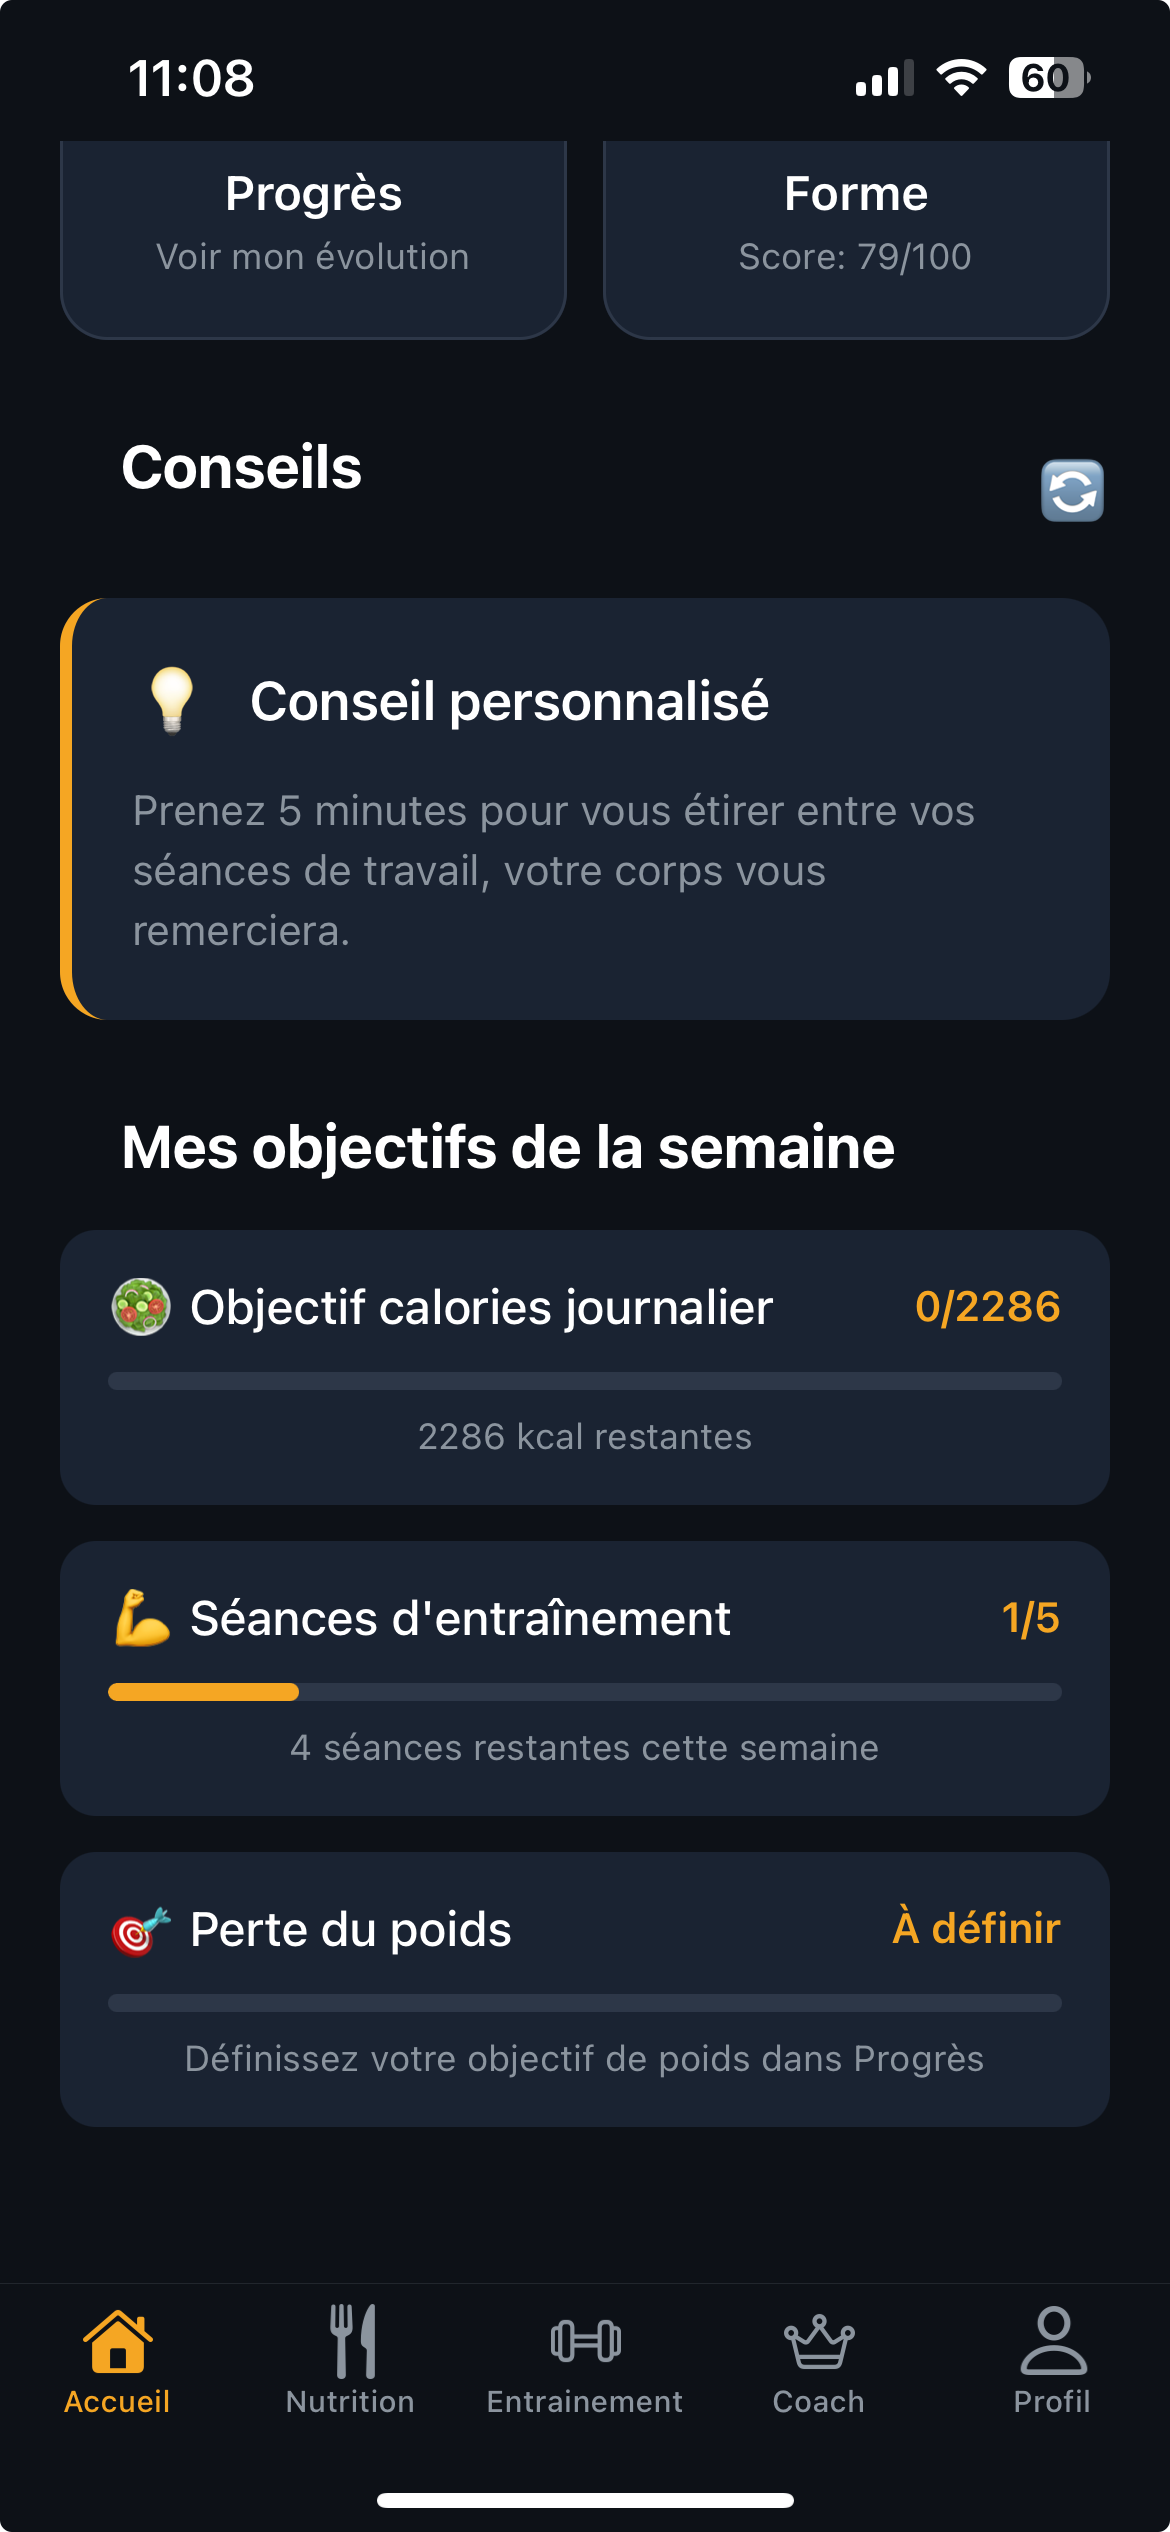 11:08
60
Progrès
Voir mon évolution
Forme
Score: 79/100
Conseils
Conseil personnalisé
Prenez 5 minutes pour vous étirer entre vos
séances de travail, votre corps vous
remerciera.
Mes objectifs de la semaine
Objectif calories journalier
0/2286
2286 kcal restantes
Séances d'entraînement
1/5
4 séances restantes cette semaine
Perte du poids
À définir
Définissez votre objectif de poids dans Progrès
Accueil
Nutrition
Entrainement
Coach
Profil